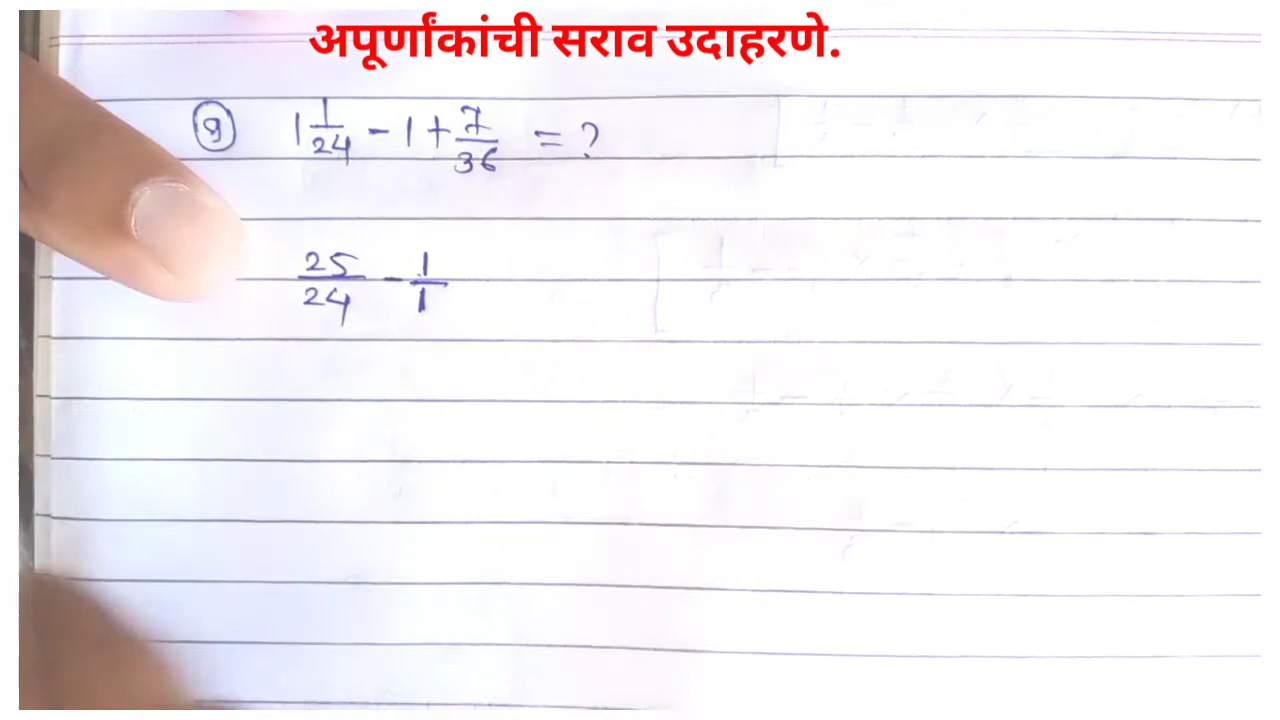 अपूर्णांकांची सराव उदाहरणे.
(9) 1 1/24 - 1 + 7/36 = ?
25/24 - 1/1